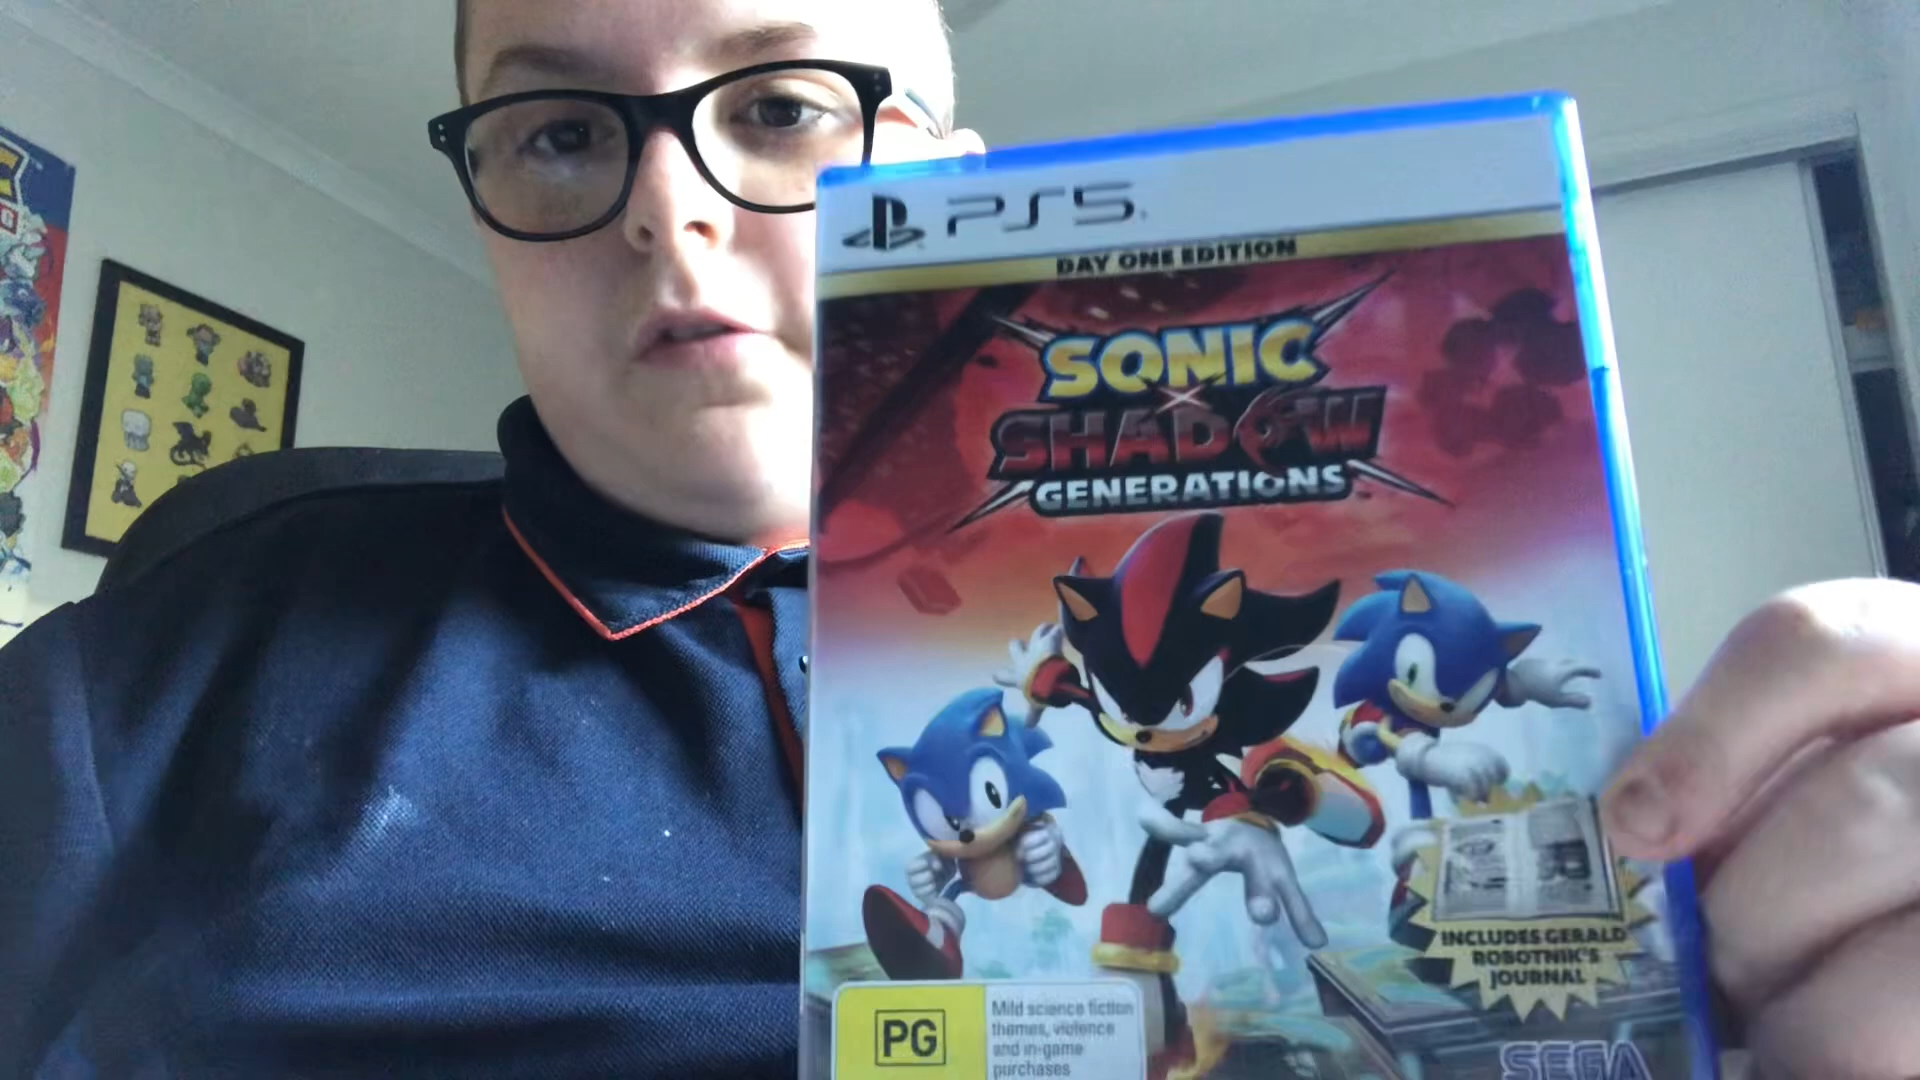 PS5
DAY ONE EDITION
SONIC
X
SHADOW
GENERATIONS
INCLUDES GERALD
ROBOTNIK'S
JOURNAL
PG
Mild science fiction
themes, violence
and in-game
purchases
SEGA